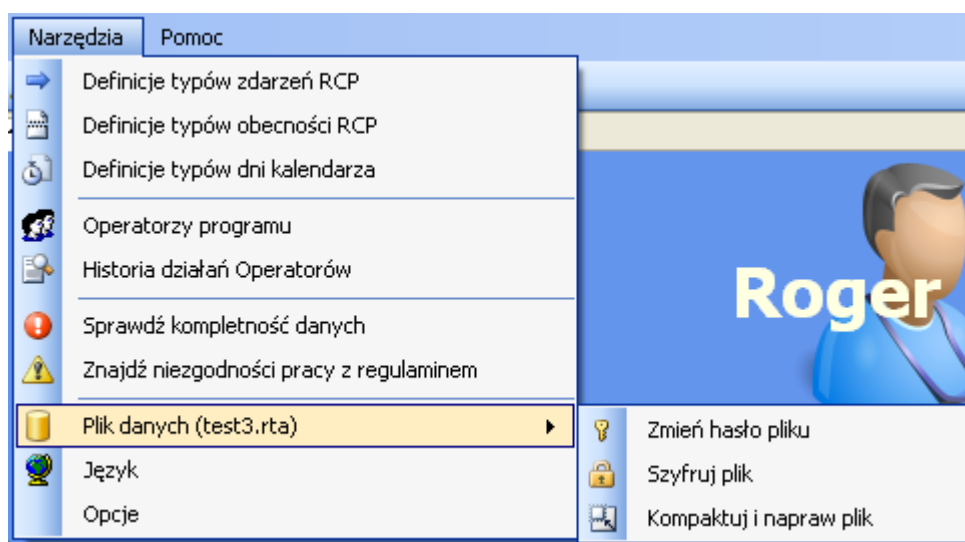 Narzędzia Pomoc
Definicje typów zdarzeń RCP
Definicje typów obecności RCP
Definicje typów dni kalendarza
Operatorzy programu
Historia działań Operatorów
Sprawdź kompletność danych
Znajdź niezgodności pracy z regulaminem
Plik danych (test3.rta)
Język
Opcje
Roger
Zmień hasło pliku
Szyfruj plik
Kompaktuj i napraw plik